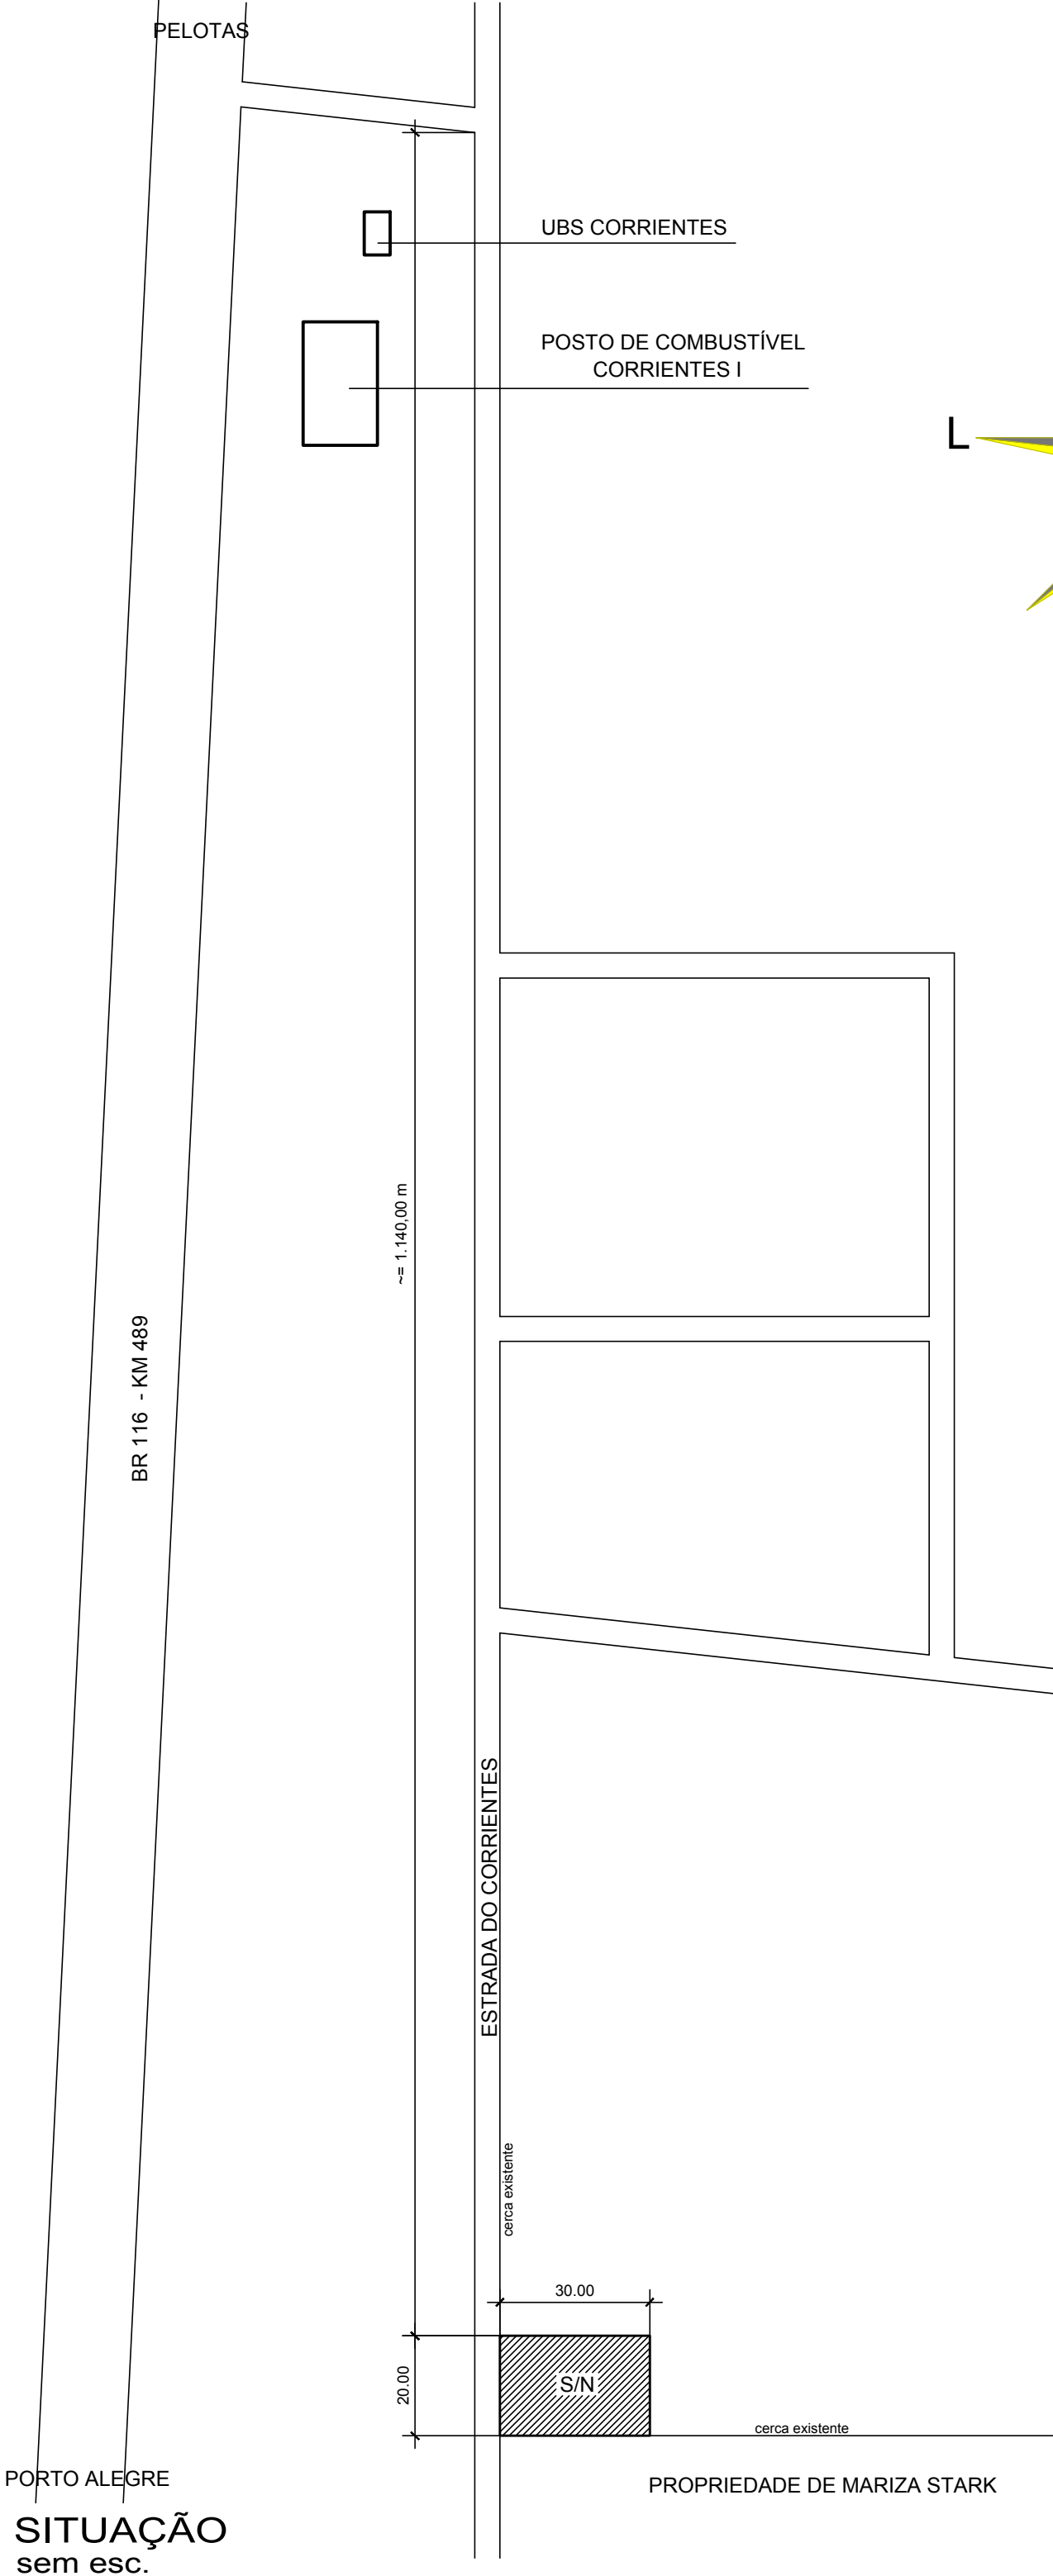 PELOTAS
UBS CORRIENTES
POSTO DE COMBUSTÍVEL
CORRIENTES I
L
~= 1.140,00 m
BR 116 - KM 489
ESTRADA DO CORRIENTES
cerca existente
30.00
20.00
S/N
cerca existente
PORTO ALEGRE
PROPRIEDADE DE MARIZA STARK
SITUAÇÃO
sem esc.